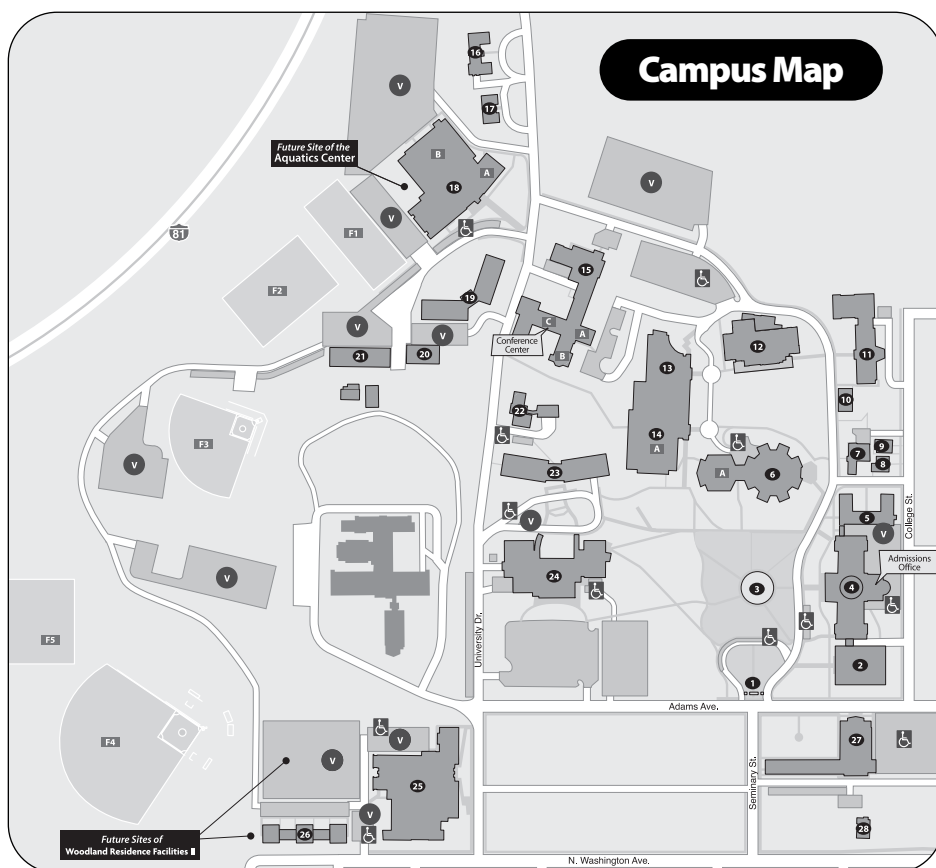 Campus Map
16
V
17
Future Site of the
Aquatics Center
B
A
18
V
V
81
F1
15
F2
19
C
A
Conference
Center
B
V
V
21
20
13
12
11
10
22
14
A
F3
V
23
A
6
7
9
8
V
5
V
College St.
Admissions
Office
24
V
3
4
F5
University Dr.
2
1
Adams Ave.
F4
V
V
25
27
Seminary St.
V
26
28
Future Sites of
Woodland Residence Facilities
N. Washington Ave.